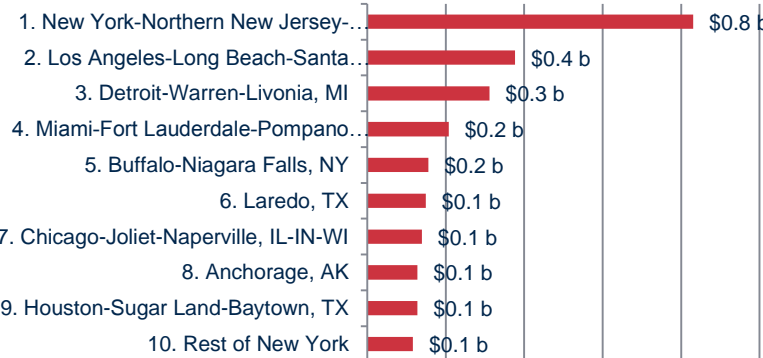 1. New York-Northern New Jersey-… $0.8 b
2. Los Angeles-Long Beach-Santa… $0.4 b
3. Detroit-Warren-Livonia, MI $0.3 b
4. Miami-Fort Lauderdale-Pompano… $0.2 b
5. Buffalo-Niagara Falls, NY $0.2 b
6. Laredo, TX $0.1 b
7. Chicago-Joliet-Naperville, IL-IN-WI $0.1 b
8. Anchorage, AK $0.1 b
9. Houston-Sugar Land-Baytown, TX $0.1 b
10. Rest of New York $0.1 b